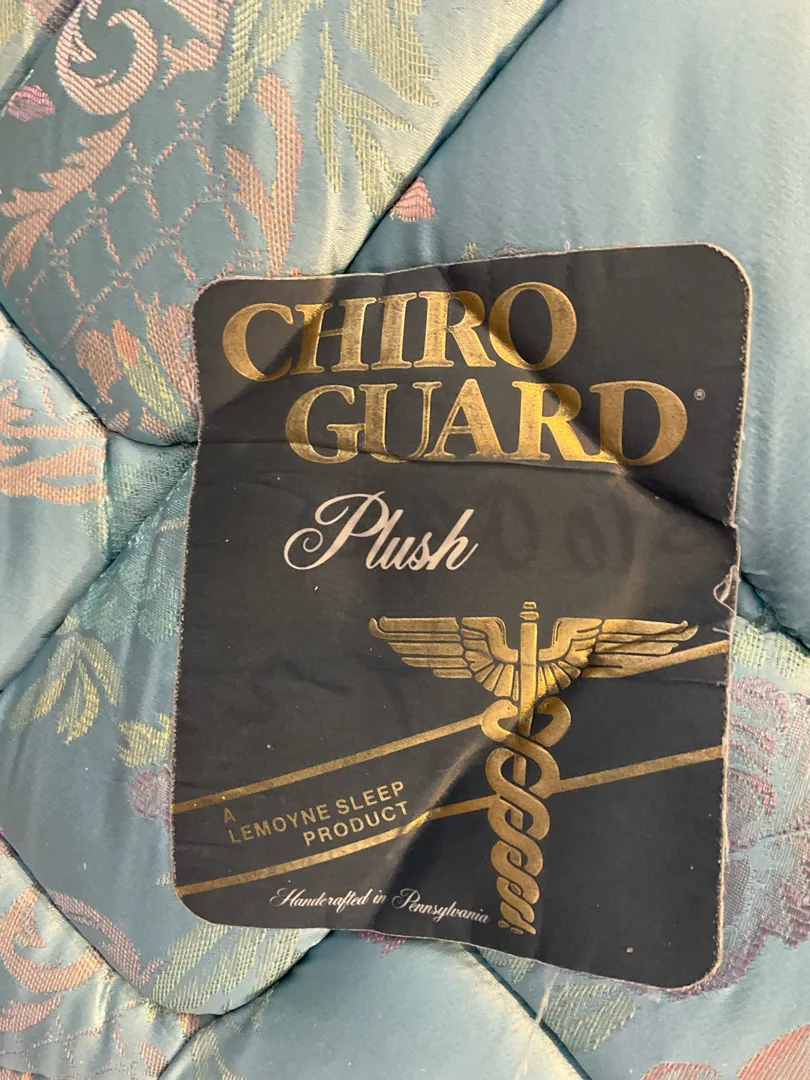 CHIRO
GUARD®
Plush
A
LEMOYNE SLEEP
PRODUCT
Handcrafted in Pennsylvania